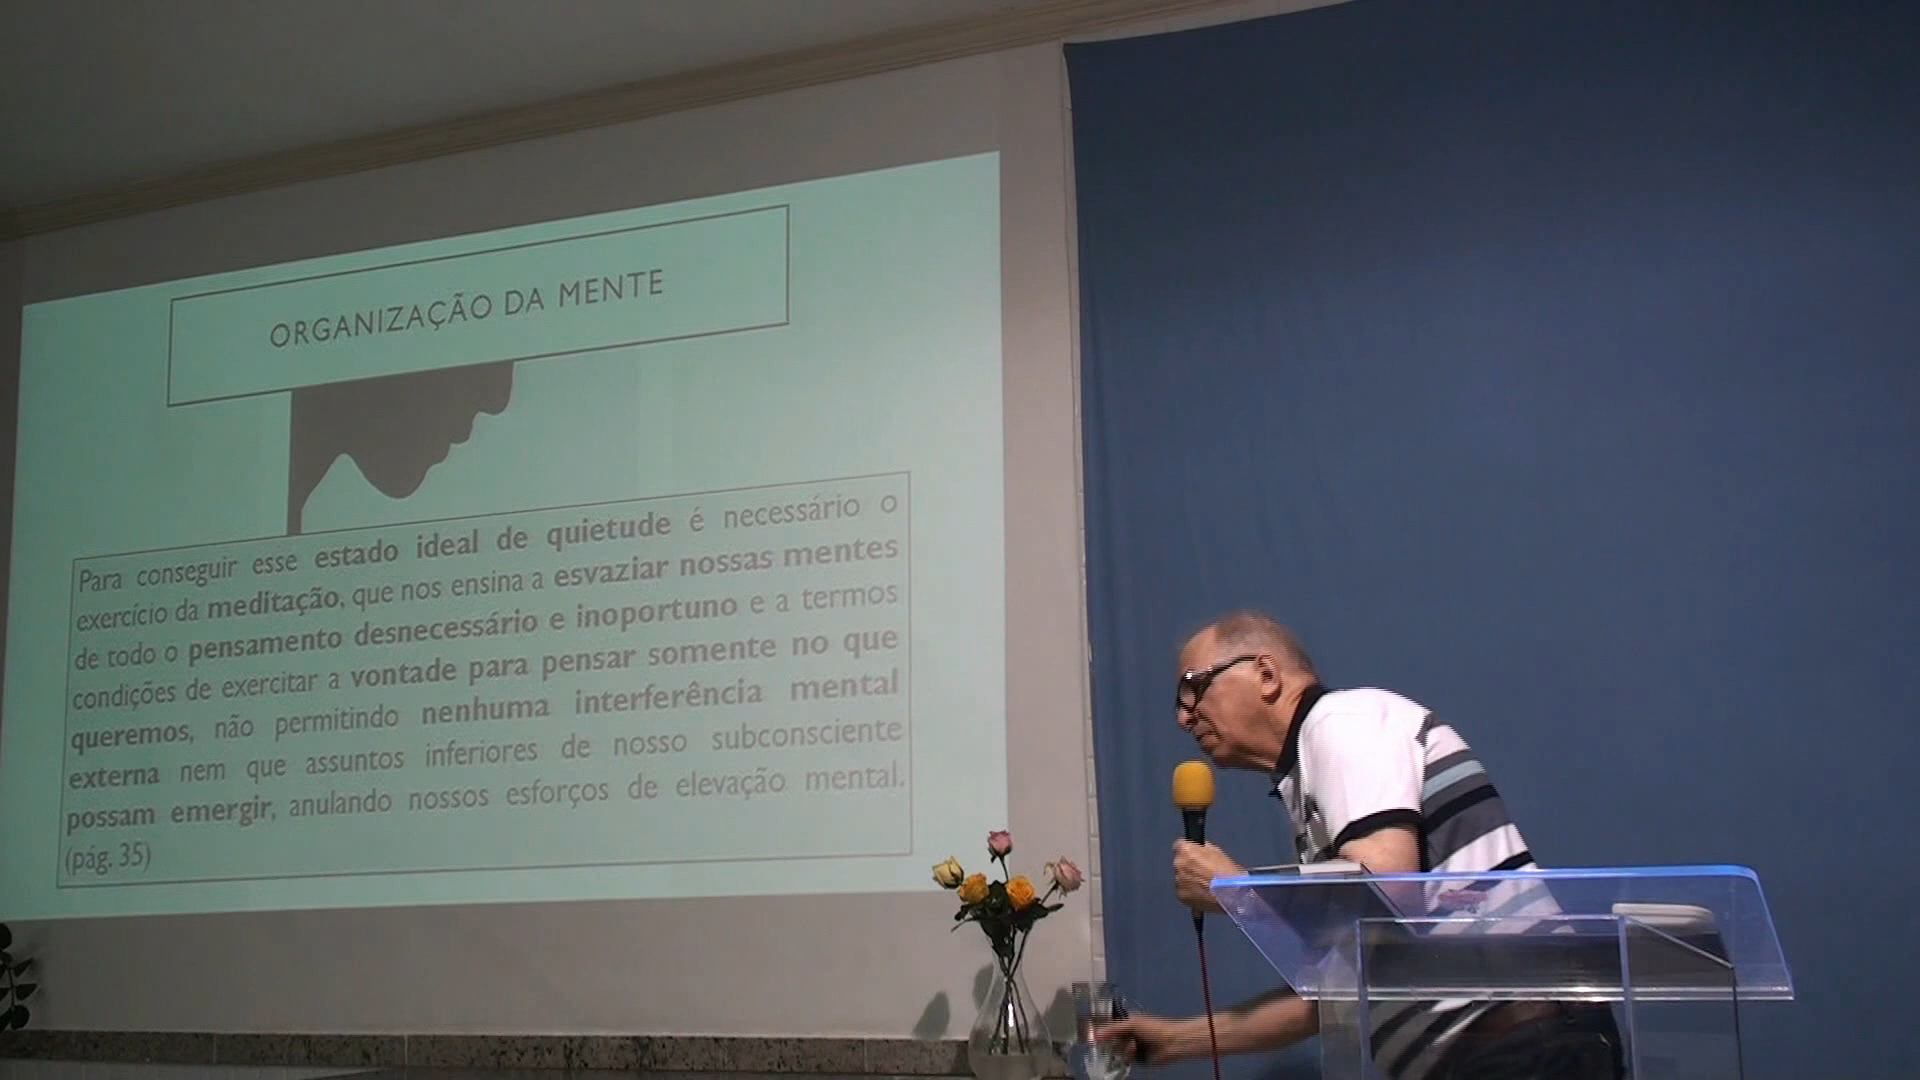 ORGANIZAÇÃO DA MENTE
Para conseguir esse estado ideal de quietude é necessário o
exercício da meditação, que nos ensina a esvaziar nossas mentes
de todo o pensamento desnecessário e inoportuno e a termos
condições de exercitar a vontade para pensar somente no que
queremos, não permitindo nenhuma interferência mental
externa nem que assuntos inferiores de nosso subconsciente
possam emergir, anulando nossos esforços de elevação mental.
(pág. 35)